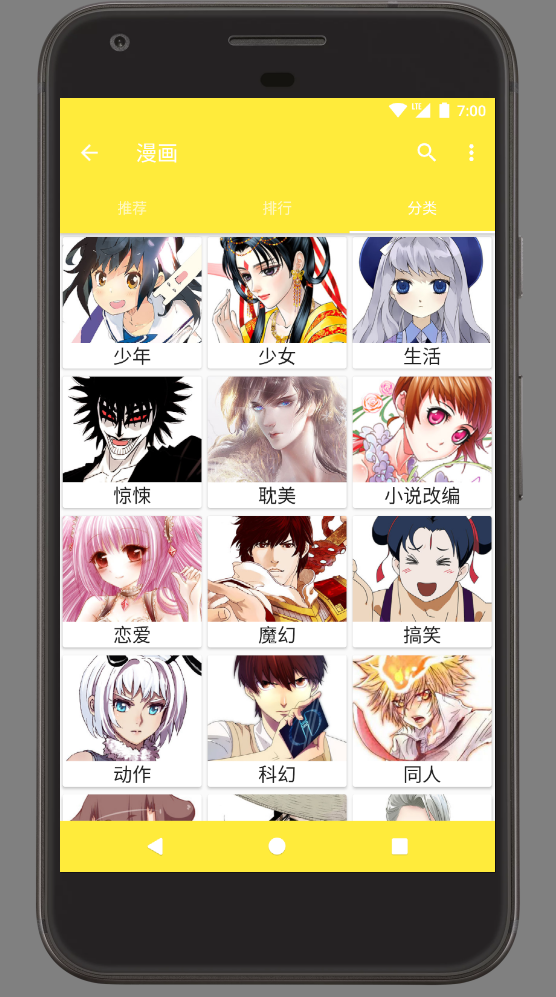 LTE 7:00
漫画
推荐 排行 分类
少年 少女 生活
惊悚 耽美 小说改编
恋爱 魔幻 搞笑
动作 科幻 同人